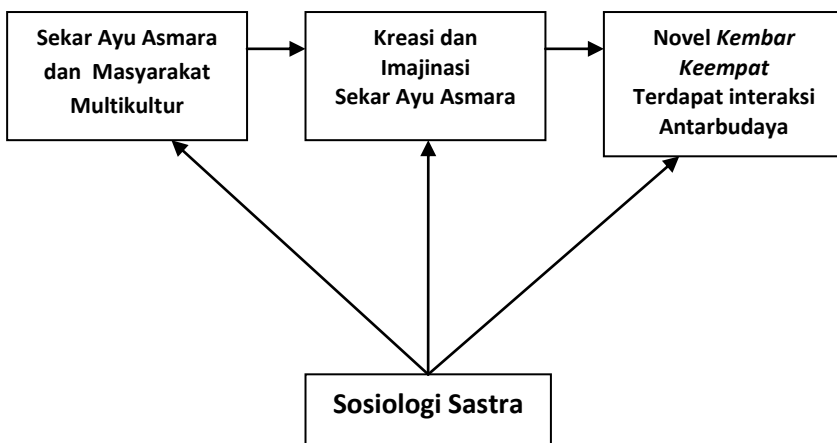 Sekar Ayu Asmara
dan Masyarakat
Multikultur
Kreasi dan
Imajinasi
Sekar Ayu Asmara
Novel Kembar
Keempat
Terdapat interaksi
Antarbudaya
Sosiologi Sastra